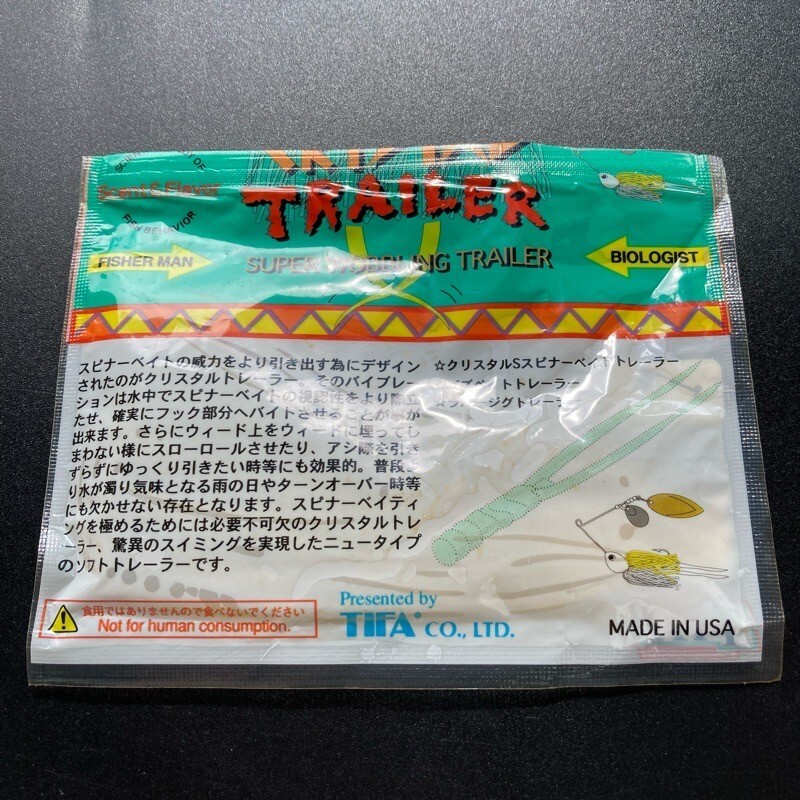 Scent & Flavor
TRAILER
FISH BEHAVIOR
FISHER MAN
SUPER WOBBLING TRAILER
BIOLOGIST
スピナーベイトの威力をより引き出す為にデザイン
されたのがクリスタルトレーラー、そのバイブレー
ションは水中でスピナーベイトの視認性をより際立
たせ、確実にフック部分へバイトさせることが
出来ます。さらにウィード上をウィードに埋ってし
まわない様にスローロールさせたり、アシ際を引き
ずらずにゆっくり引きたい時等にも効果的。普段よ
り水が濁り気味となる雨の日やターンオーバー時等
にも欠かせない存在となります。スピナーベイティ
ングを極めるためには必要不可欠のクリスタルトレ
ーラー、驚異のスイミングを実現したニュータイプ
のソフトトレーラーです。
☆クリスタルSスピナーベイトトレーラー
トレーラー
トレーラー
食用ではありませんので食べないでください
Not for human consumption.
Presented by
TIFA® CO., LTD.
MADE IN USA